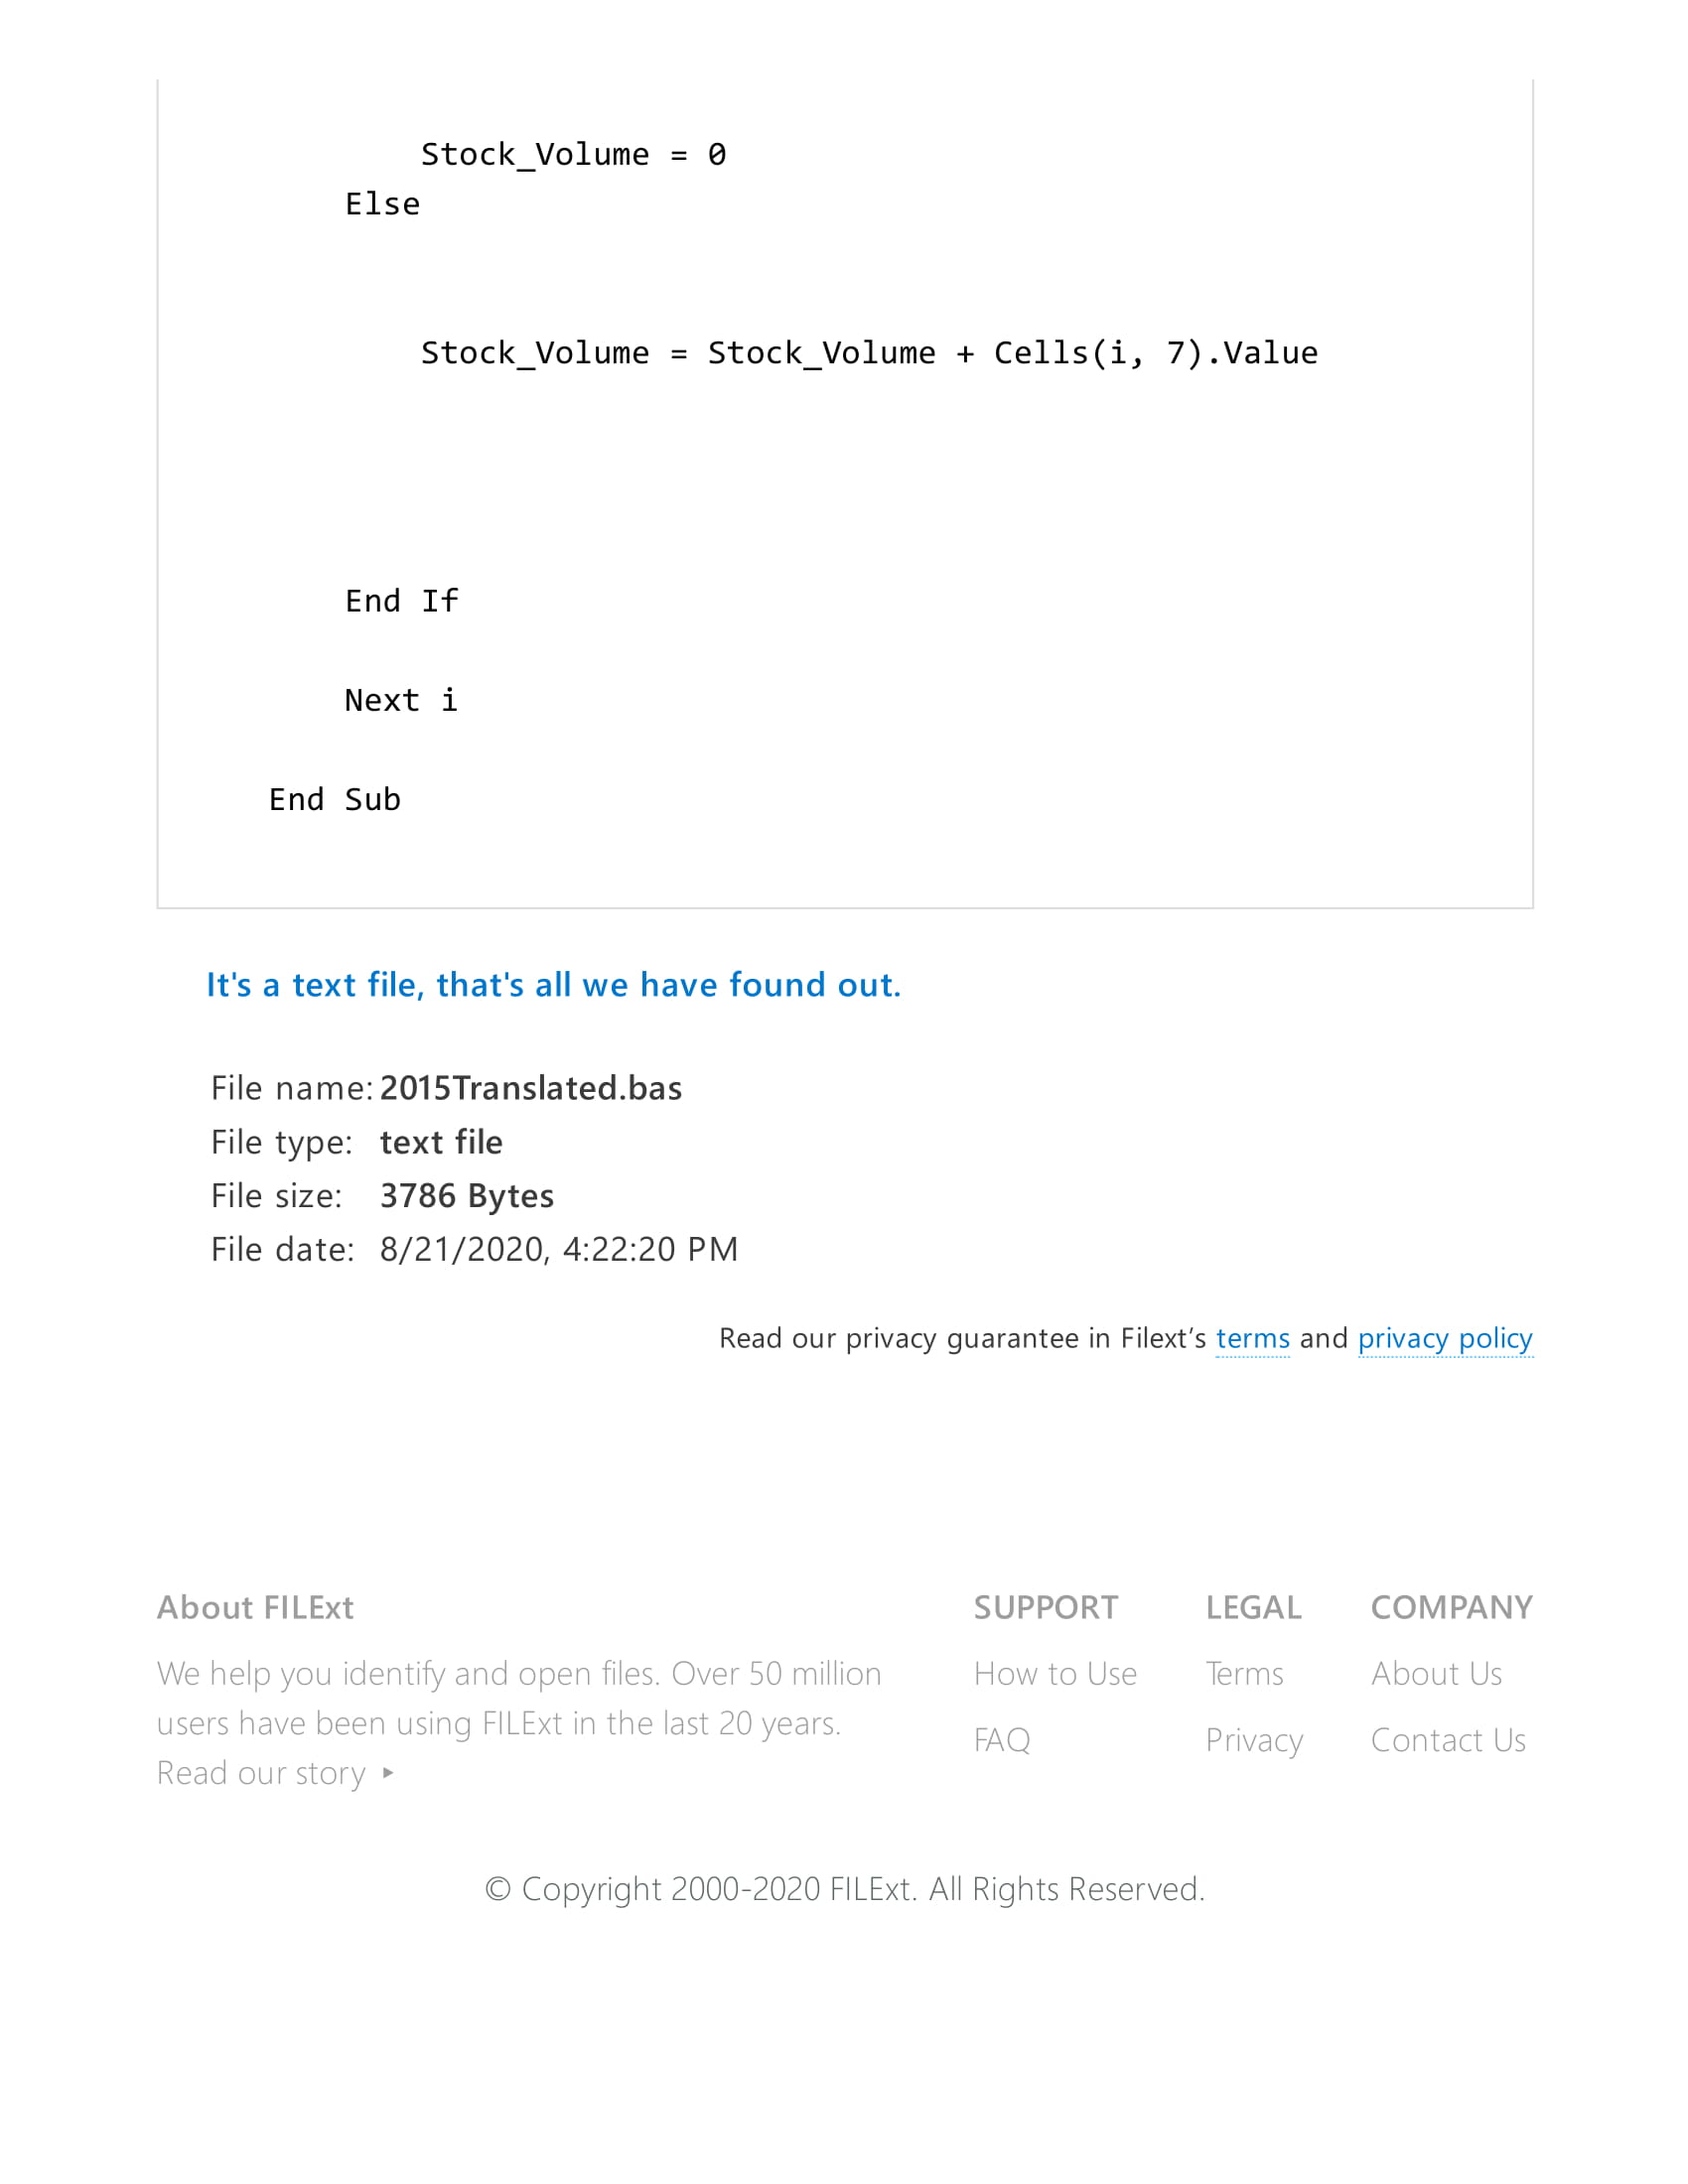 Stock_Volume = 0
Else
Stock_Volume = Stock_Volume + Cells(i, 7).Value
End If
Next i
End Sub
It's a text file, that's all we have found out.
File name: 2015Translated.bas
File type: text file
File size: 3786 Bytes
File date: 8/21/2020, 4:22:20 PM
Read our privacy guarantee in Filext’s terms and privacy policy
About FILExt
We help you identify and open files. Over 50 million
users have been using FILExt in the last 20 years.
Read our story ▸
SUPPORT
How to Use
FAQ
LEGAL
Terms
Privacy
COMPANY
About Us
Contact Us
© Copyright 2000-2020 FILExt. All Rights Reserved.